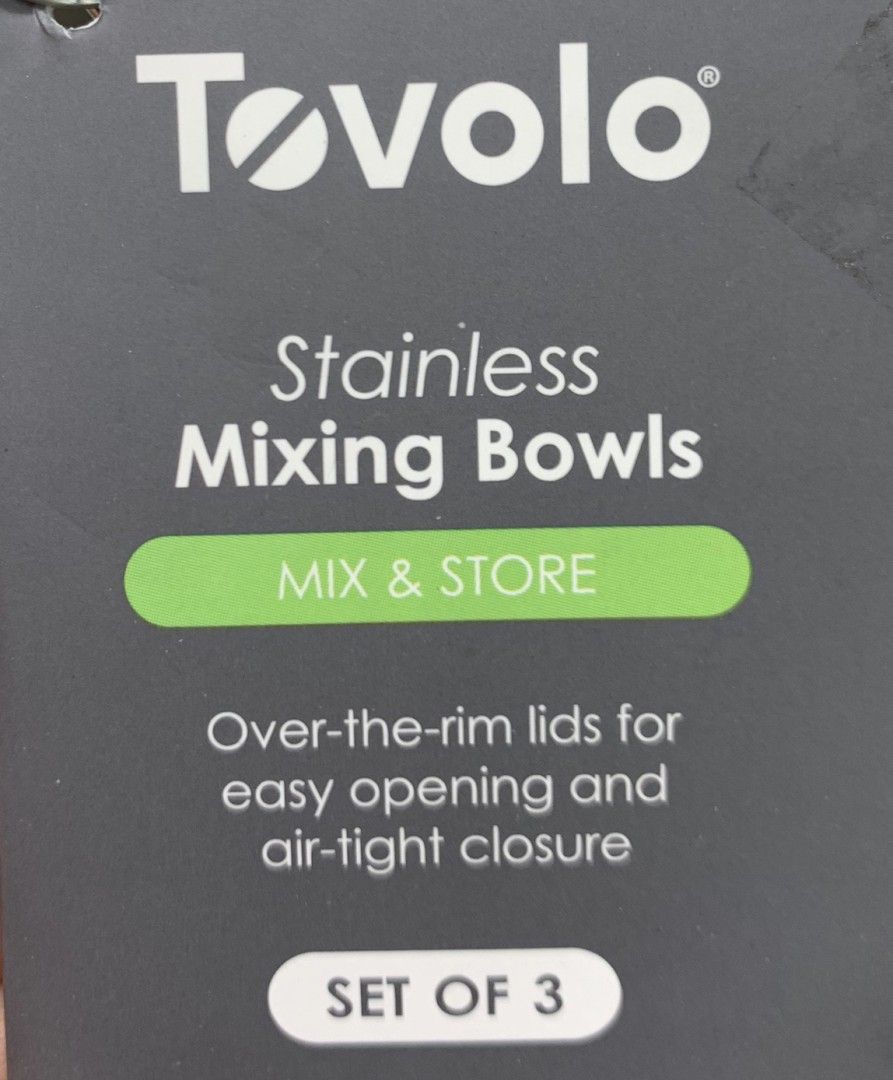 Tovolo®
Stainless
Mixing Bowls
MIX & STORE
Over-the-rim lids for
easy opening and
air-tight closure
SET OF 3